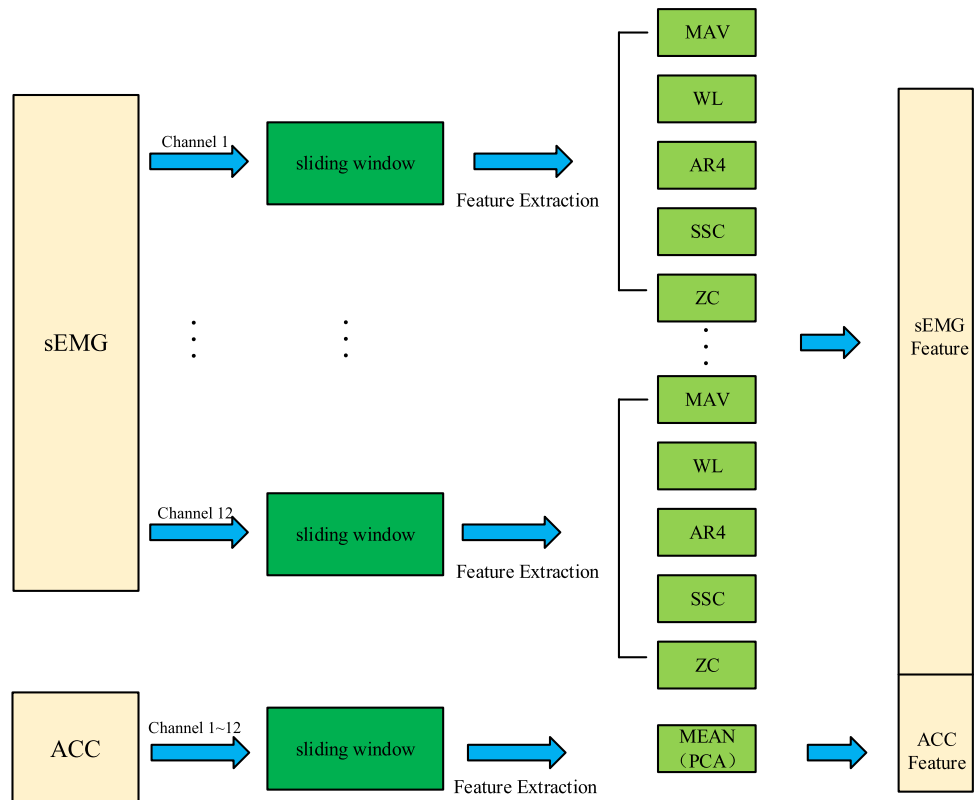 MAV
WL
Channel 1
sliding window
AR4
Feature Extraction
SSC
ZC
sEMG
sEMG
Feature
MAV
WL
Channel 12
sliding window
AR4
Feature Extraction
SSC
ZC
ACC
Channel 1~12
sliding window
Feature Extraction
MEAN
（PCA）
ACC
Feature